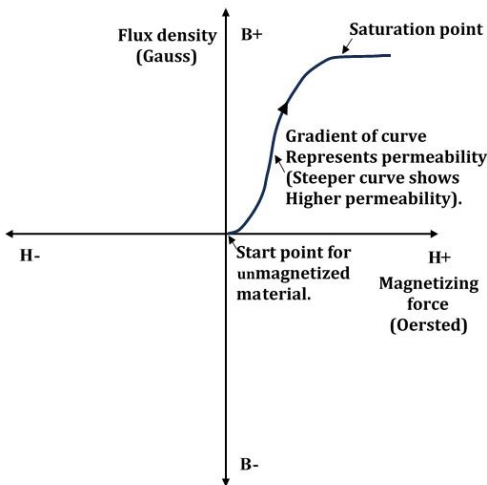 Flux density
(Gauss)
B+
Saturation point
Gradient of curve
Represents permeability
(Steeper curve shows
Higher permeability).
H-
Start point for
unmagnetized
material.
H+
Magnetizing
force
(Oersted)
B-